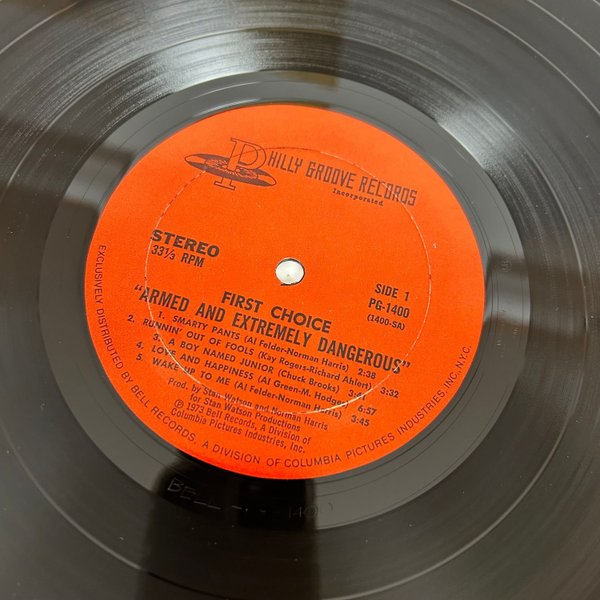 PHILLY GROOVE RECORDS
Incorporated
STEREO
33⅓ RPM
SIDE 1
PG-1400
(1400-SA)
FIRST CHOICE
"ARMED AND EXTREMELY DANGEROUS"
1. SMARTY PANTS (Al Felder-Norman Harris) 2:38
2. RUNNIN' OUT OF FOOLS (Kay Rogers-Richard Ahlert) 3:32
3. A BOY NAMED JUNIOR (Chuck Brooks) 3:44
4. LOVE AND HAPPINESS (Al Green-M. Hodges) 6:57
5. WAKE UP TO ME (Al Felder-Norman Harris) 3:45
Prod. by Stan Watson and Norman Harris
for Stan Watson Productions
℗ 1973 Bell Records, A Division of
Columbia Pictures Industries, Inc.
EXCLUSIVELY DISTRIBUTED BY BELL RECORDS, A DIVISION OF COLUMBIA PICTURES INDUSTRIES, INC. N.Y.C.
BELL